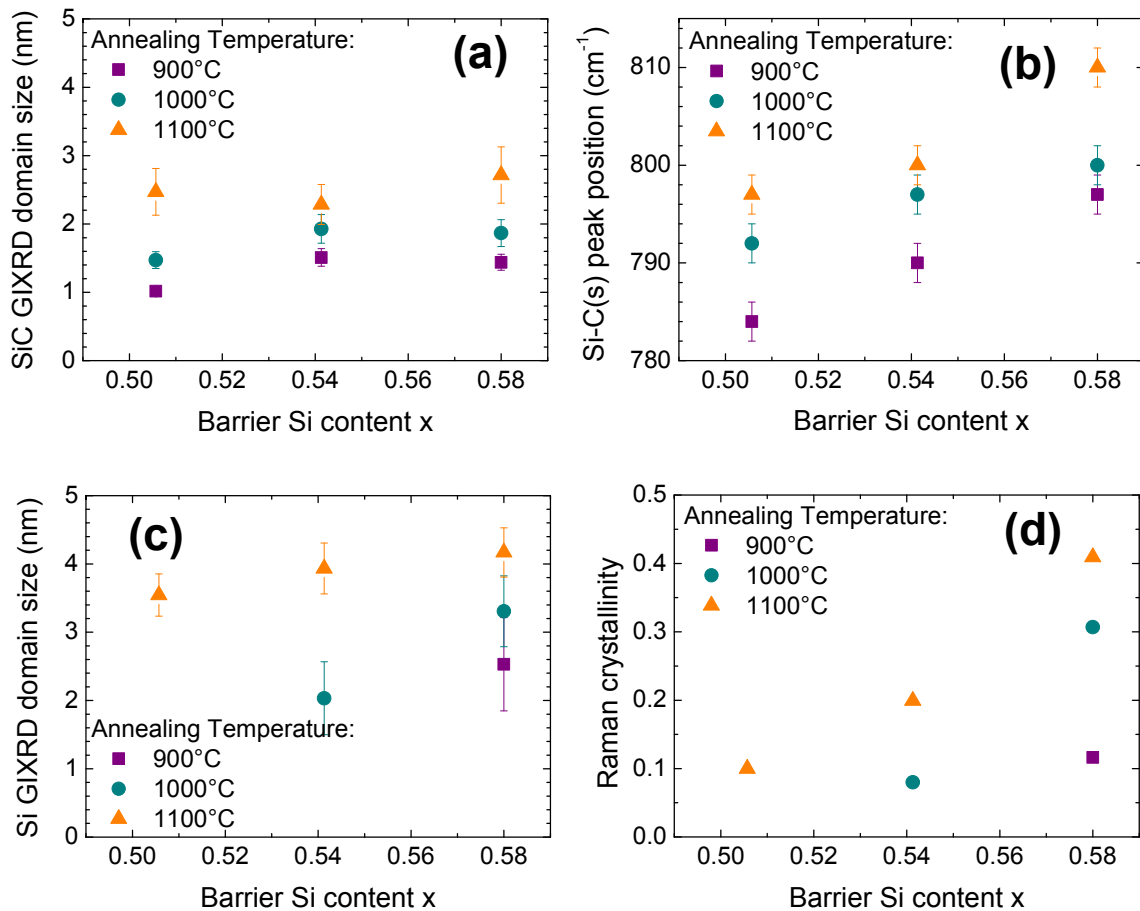 (a)
Annealing Temperature:
900°C
1000°C
1100°C
SiC GIXRD domain size (nm)
5
4
3
2
1
0
0.50 0.52 0.54 0.56 0.58
Barrier Si content x
(b)
Annealing Temperature:
900°C
1000°C
1100°C
Si-C(s) peak position (cm⁻¹)
810
800
790
780
0.50 0.52 0.54 0.56 0.58
Barrier Si content x
(c)
Annealing Temperature:
900°C
1000°C
1100°C
Si GIXRD domain size (nm)
5
4
3
2
1
0
0.50 0.52 0.54 0.56 0.58
Barrier Si content x
(d)
Annealing Temperature:
900°C
1000°C
1100°C
Raman crystallinity
0.5
0.4
0.3
0.2
0.1
0.0
0.50 0.52 0.54 0.56 0.58
Barrier Si content x